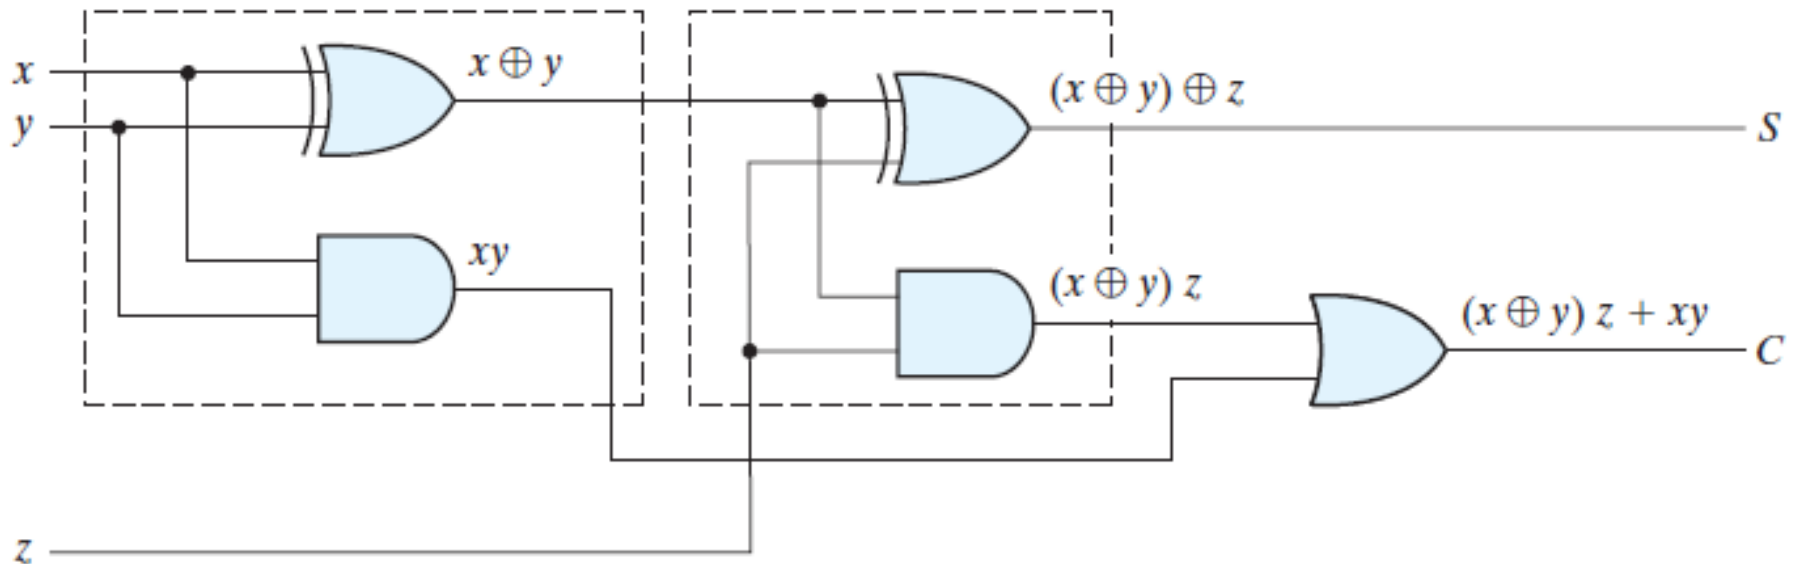 x
y
x ⊕ y
xy
(x ⊕ y) ⊕ z
S
(x ⊕ y) z
(x ⊕ y) z + xy
C
z